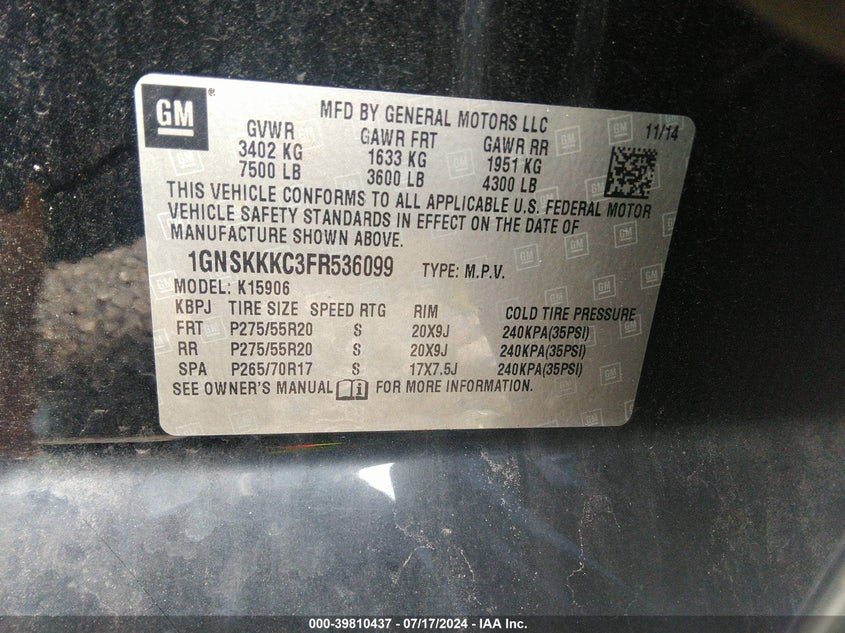 GM
MFD BY GENERAL MOTORS LLC
11/14
GVWR GAWR FRT GAWR RR
3402 KG 1633 KG 1951 KG
7500 LB 3600 LB 4300 LB
THIS VEHICLE CONFORMS TO ALL APPLICABLE U.S. FEDERAL MOTOR
VEHICLE SAFETY STANDARDS IN EFFECT ON THE DATE OF
MANUFACTURE SHOWN ABOVE.
1GNSKKKC3FR536099 TYPE: M.P.V.
MODEL: K15906
KBPJ TIRE SIZE SPEED RTG RIM COLD TIRE PRESSURE
FRT P275/55R20 S 20X9J 240KPA(35PSI)
RR P275/55R20 S 20X9J 240KPA(35PSI)
SPA P265/70R17 S 17X7.5J 240KPA(35PSI)
SEE OWNER'S MANUAL FOR MORE INFORMATION.
000-39810437 - 07/17/2024 - IAA Inc.